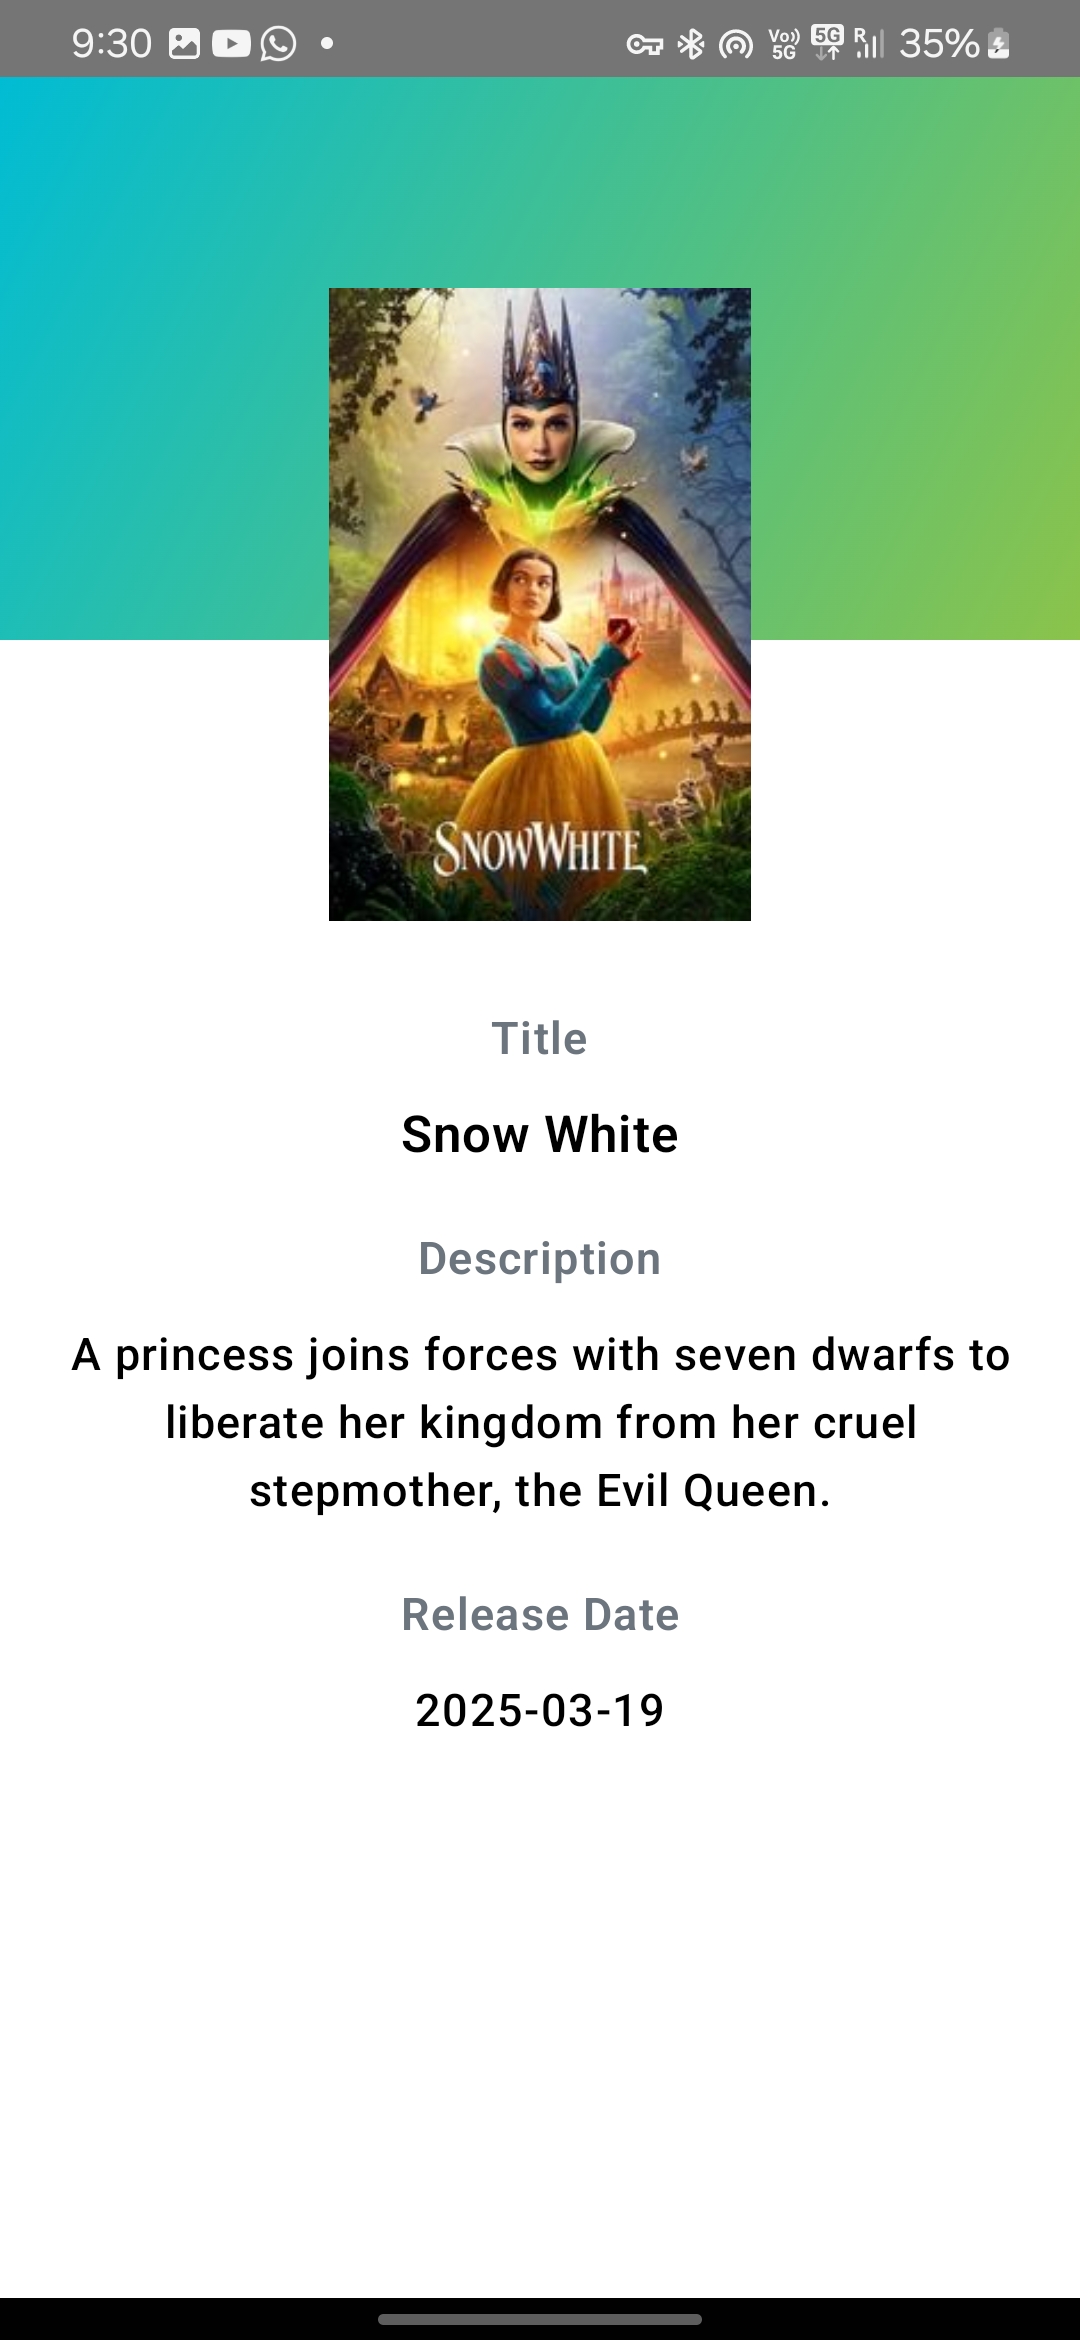 9:30 Vo)) 5G 5G R 35%
SNOW WHITE
Title
Snow White
Description
A princess joins forces with seven dwarfs to
liberate her kingdom from her cruel
stepmother, the Evil Queen.
Release Date
2025-03-19